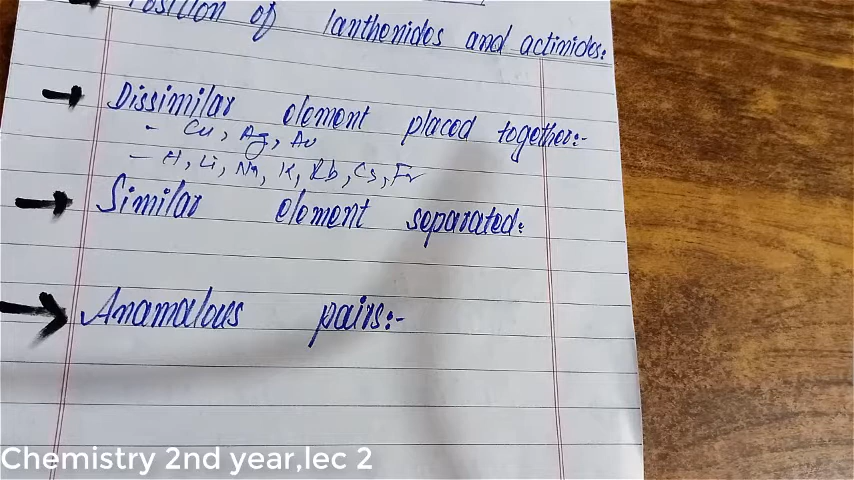 Position of lanthenides and actinides:
Dissimilar element placed together:-
- Cu, Ag, Au
- H, Li, Na, K, Rb, Cs, Fr
Similar element separated:
Anamalous pairs:-
Chemistry 2nd year,lec 2